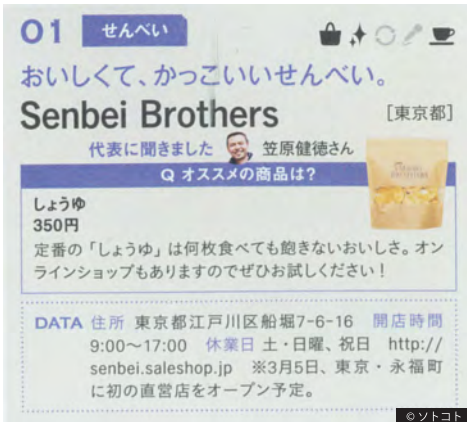 01 せんべい
おいしくて、かっこいいせんべい。
Senbei Brothers [東京都]
代表に聞きました 笠原健徳さん
Q オススメの商品は?
しょうゆ
350円
定番の「しょうゆ」は何枚食べても飽きないおいしさ。オン
ラインショップもありますのでぜひお試しください!
DATA 住所 東京都江戸川区船堀7-6-16 開店時間
9:00〜17:00 休業日 土・日曜、祝日 http://
senbei.saleshop.jp ※3月5日、東京・永福町
に初の直営店をオープン予定。
©ソトコト